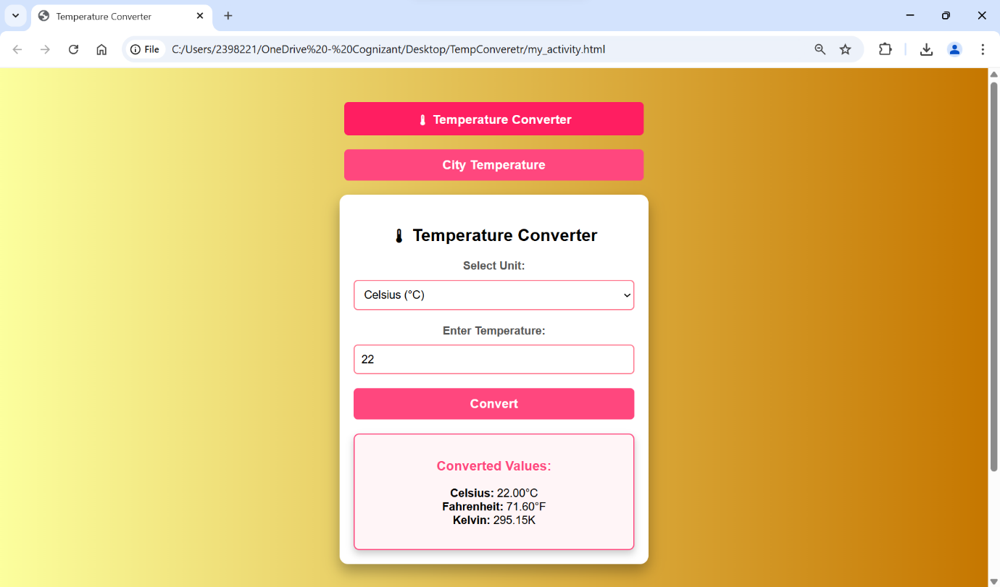 Temperature Converter
File
C:/Users/2398221/OneDrive%20-%20Cognizant/Desktop/TempConveretr/my_activity.html
🌡 Temperature Converter
City Temperature
🌡 Temperature Converter
Select Unit:
Celsius (°C)
Enter Temperature:
22
Convert
Converted Values:
Celsius: 22.00°C
Fahrenheit: 71.60°F
Kelvin: 295.15K